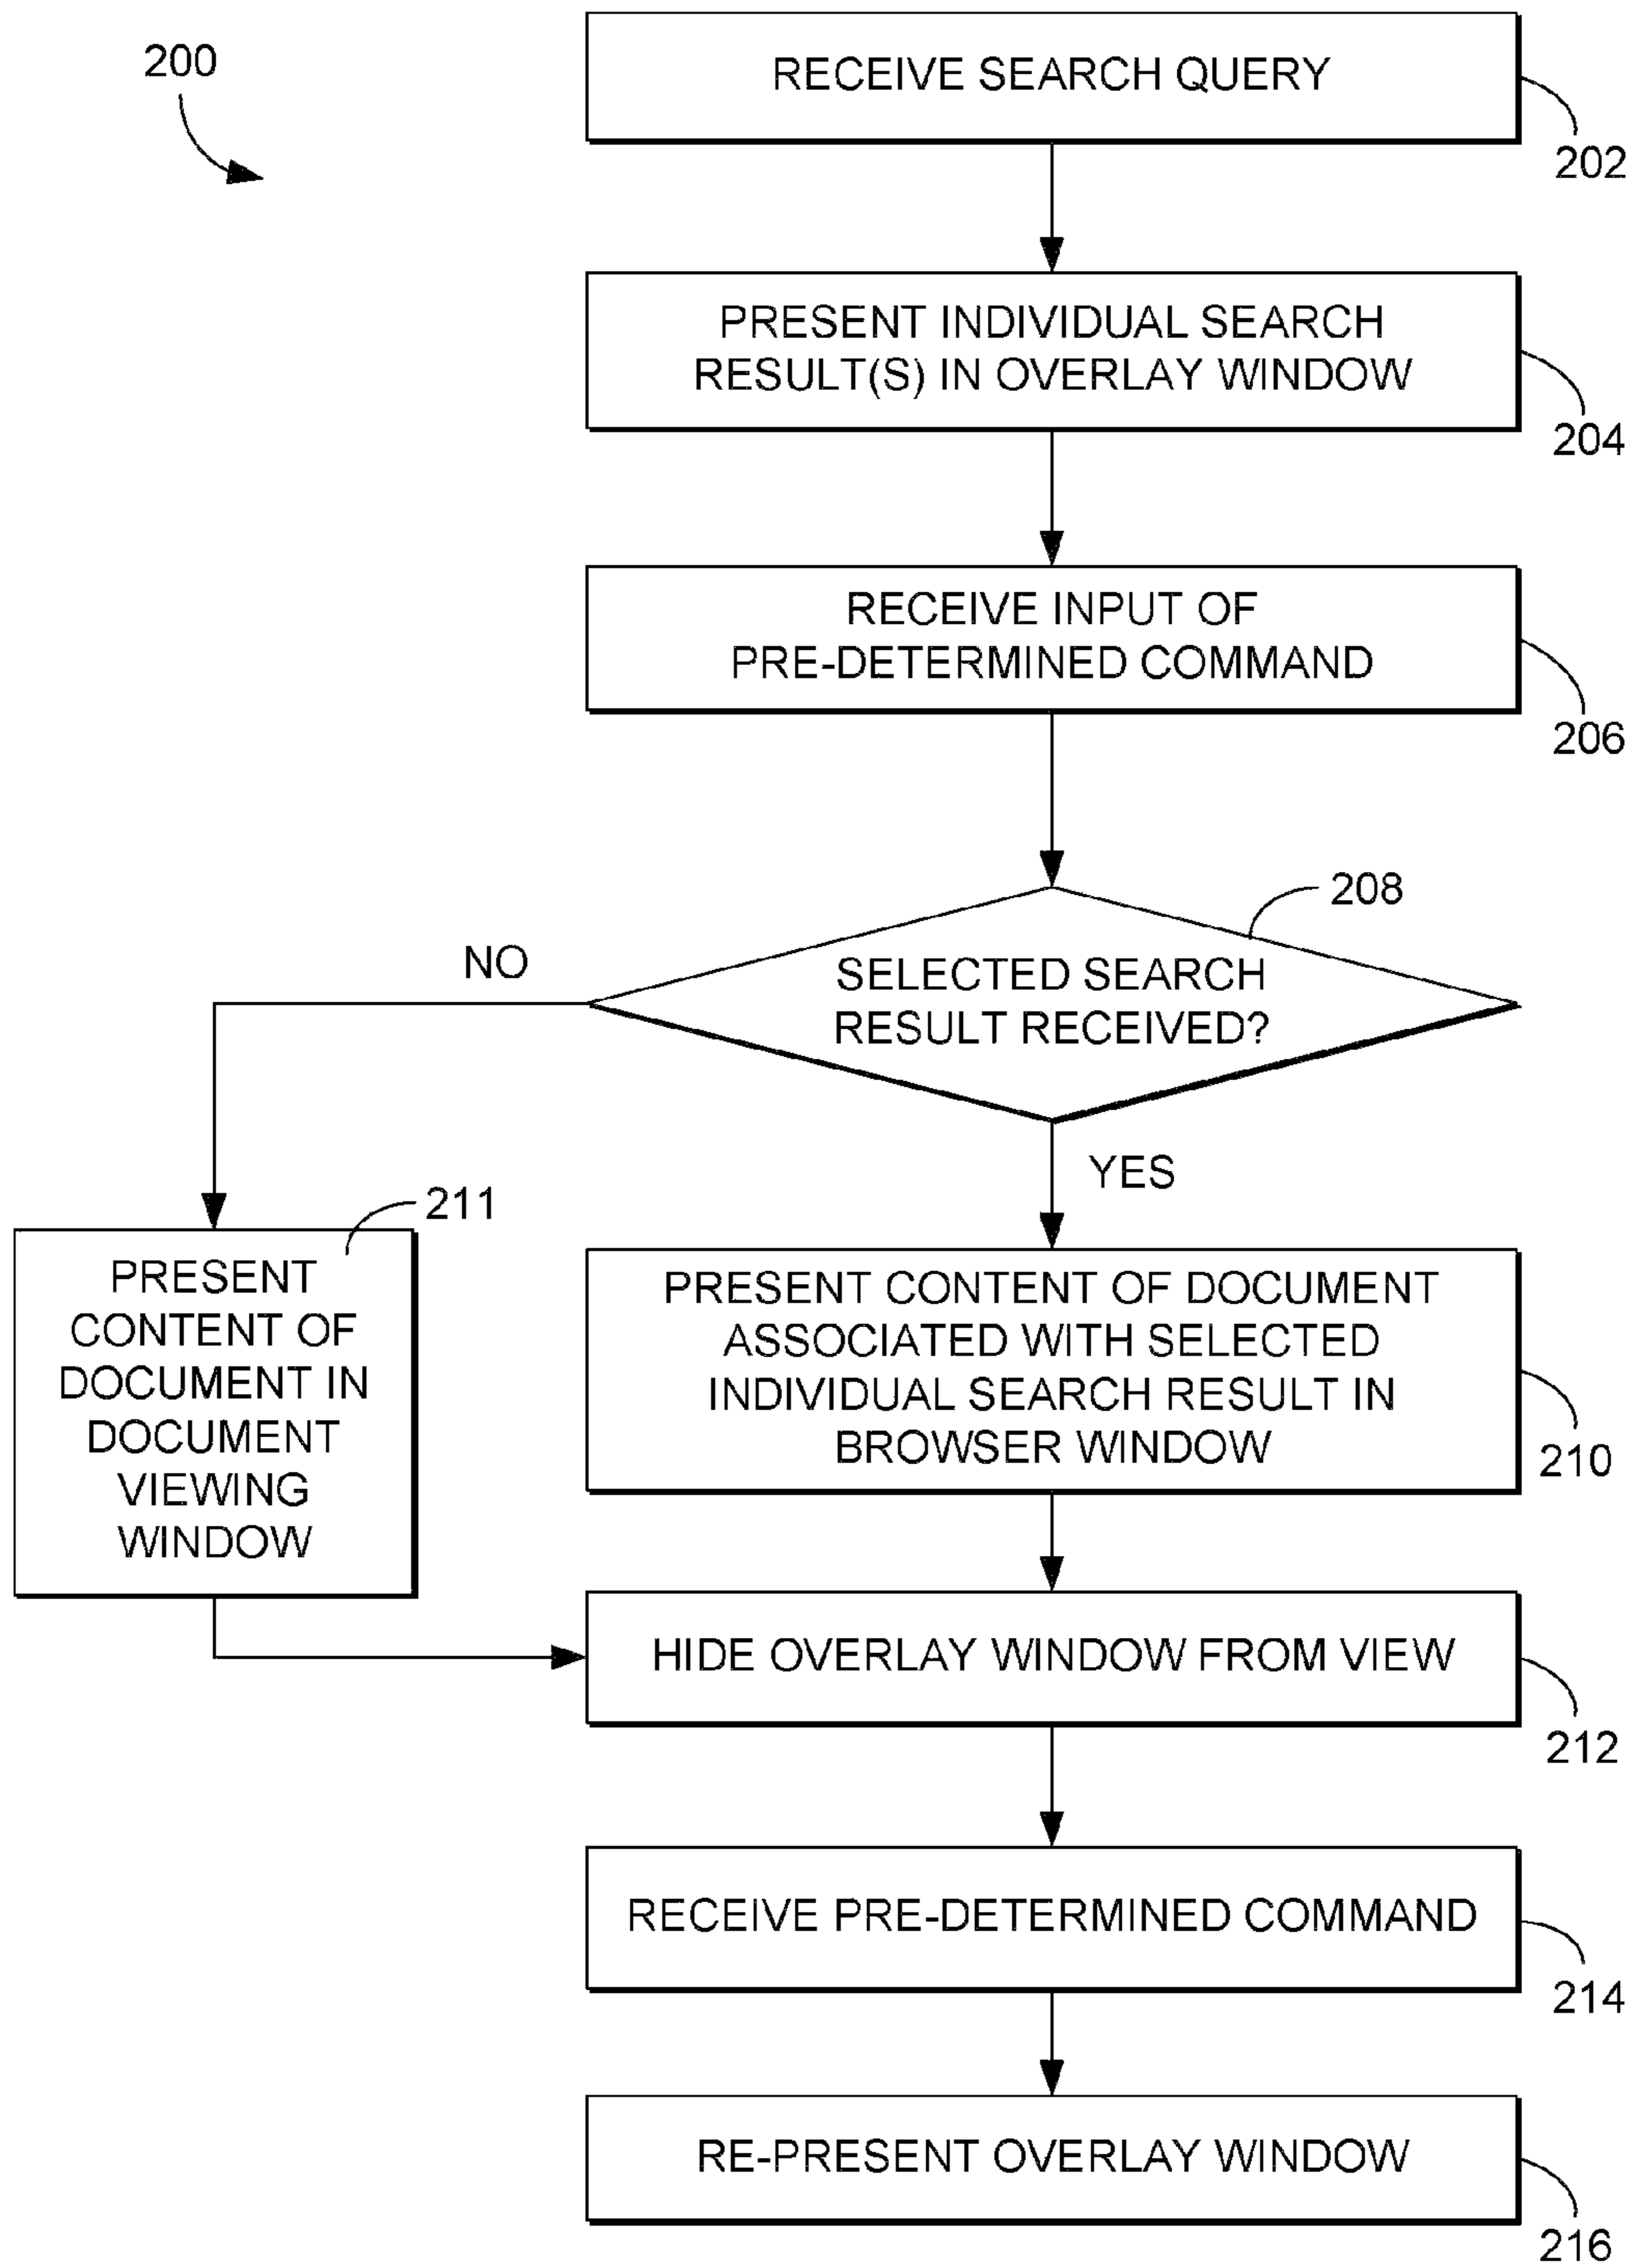 200
RECEIVE SEARCH QUERY
202
PRESENT INDIVIDUAL SEARCH
RESULT(S) IN OVERLAY WINDOW
204
RECEIVE INPUT OF
PRE-DETERMINED COMMAND
206
208
SELECTED SEARCH
RESULT RECEIVED?
NO
YES
211
PRESENT
CONTENT OF
DOCUMENT IN
DOCUMENT
VIEWING
WINDOW
PRESENT CONTENT OF DOCUMENT
ASSOCIATED WITH SELECTED
INDIVIDUAL SEARCH RESULT IN
BROWSER WINDOW
210
HIDE OVERLAY WINDOW FROM VIEW
212
RECEIVE PRE-DETERMINED COMMAND
214
RE-PRESENT OVERLAY WINDOW
216